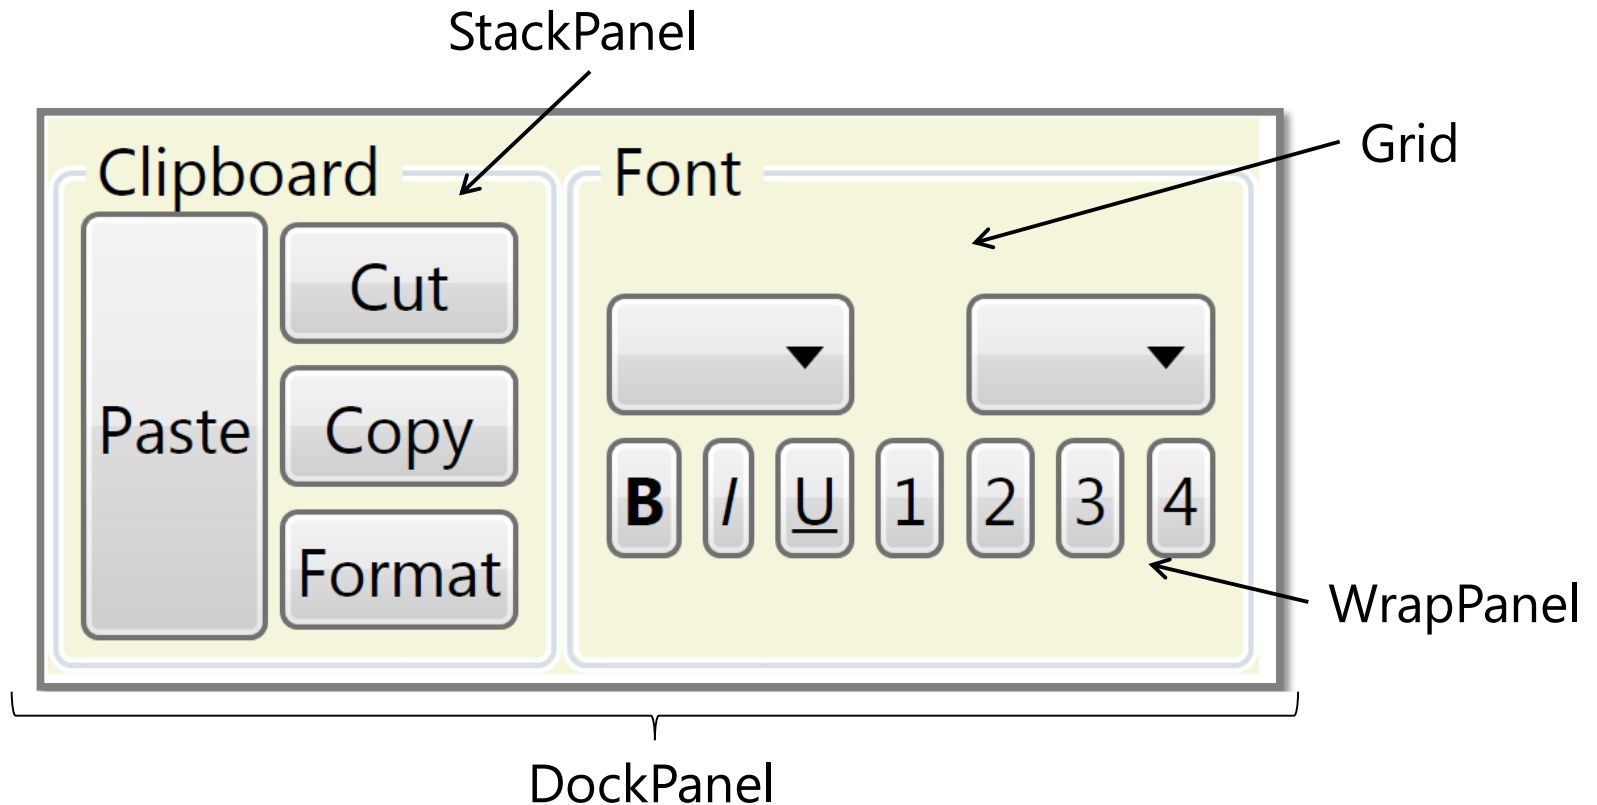 StackPanel
Grid
Clipboard
Font
Paste
Cut
Copy
Format
B I U 1 2 3 4
WrapPanel
DockPanel